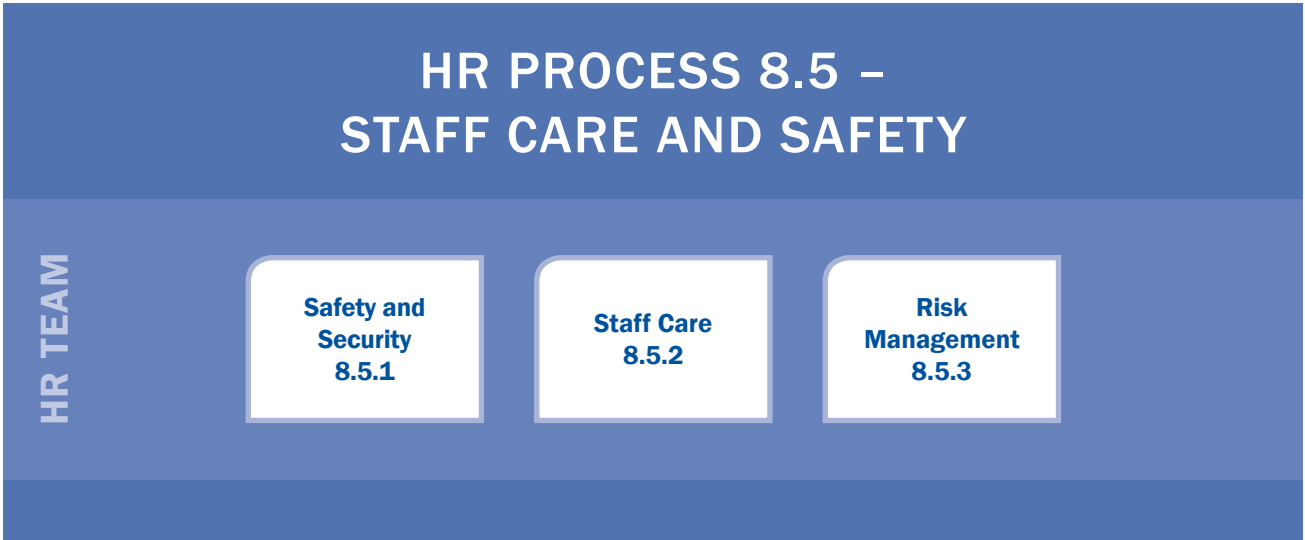 HR PROCESS 8.5 –
STAFF CARE AND SAFETY
HR TEAM
Safety and
Security
8.5.1
Staff Care
8.5.2
Risk
Management
8.5.3